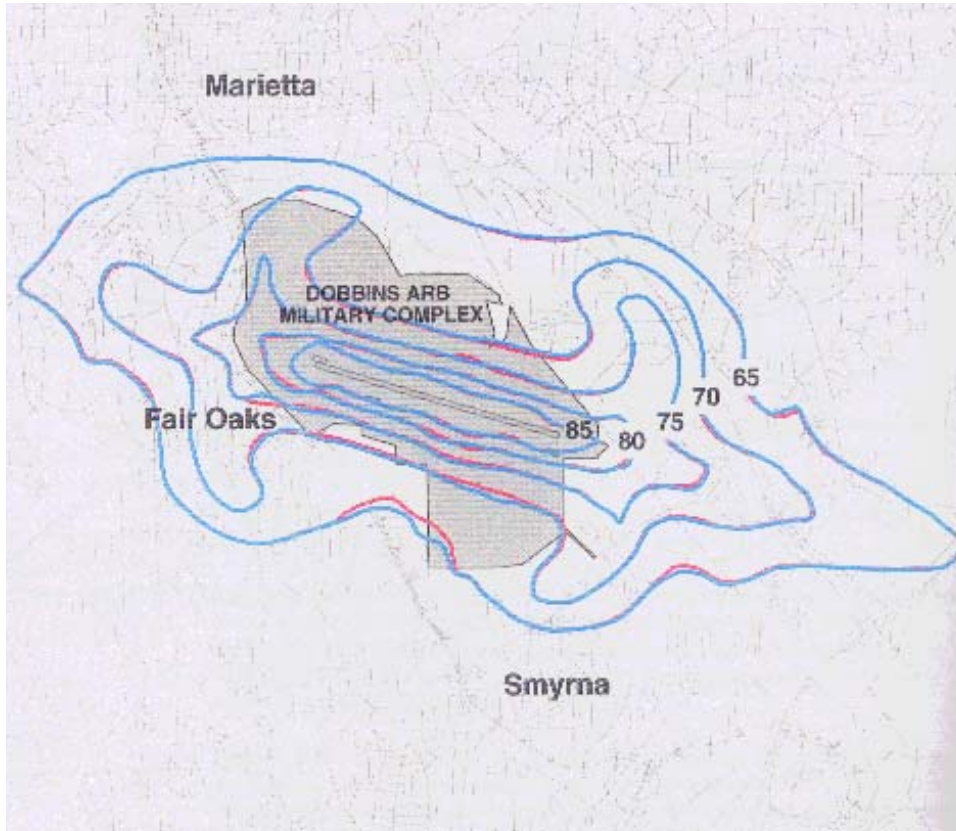 Marietta
DOBBINS ARB
MILITARY COMPLEX
65
70
75
Fair Oaks
85
80
Smyrna